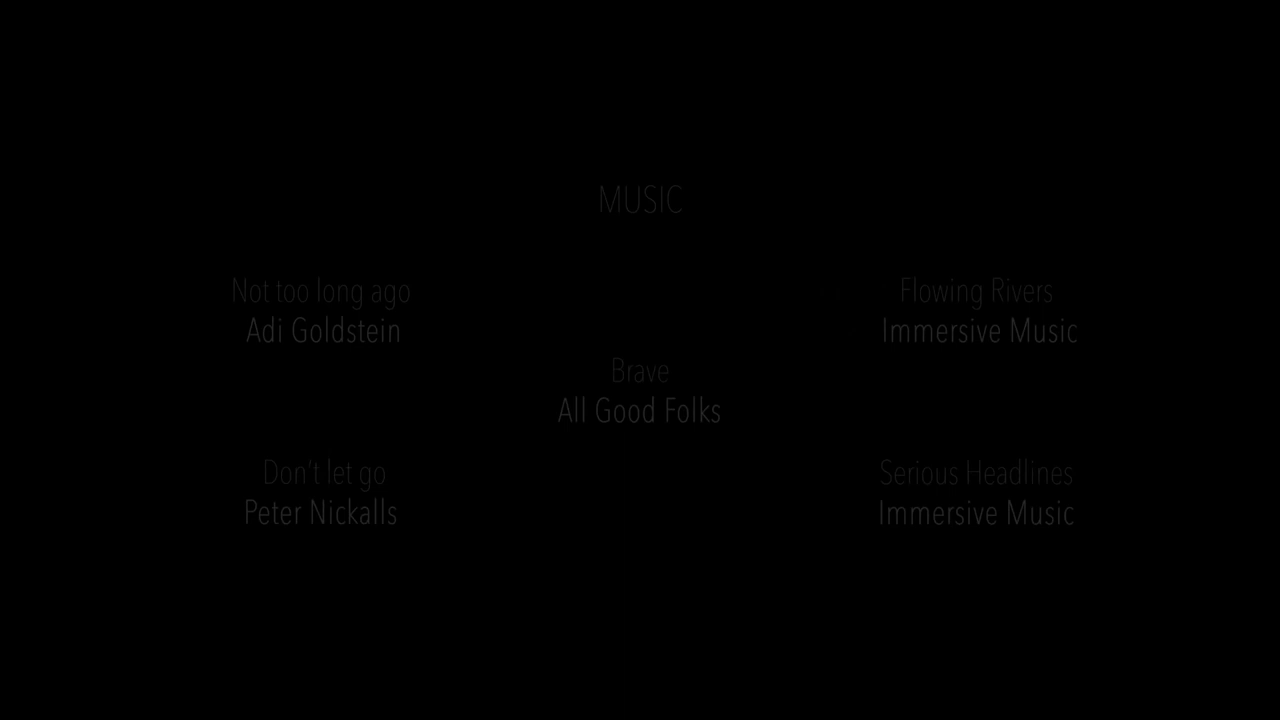 MUSIC
Not too long ago
Adi Goldstein
Flowing Rivers
Immersive Music
Brave
All Good Folks
Don't let go
Peter Nickalls
Serious Headlines
Immersive Music